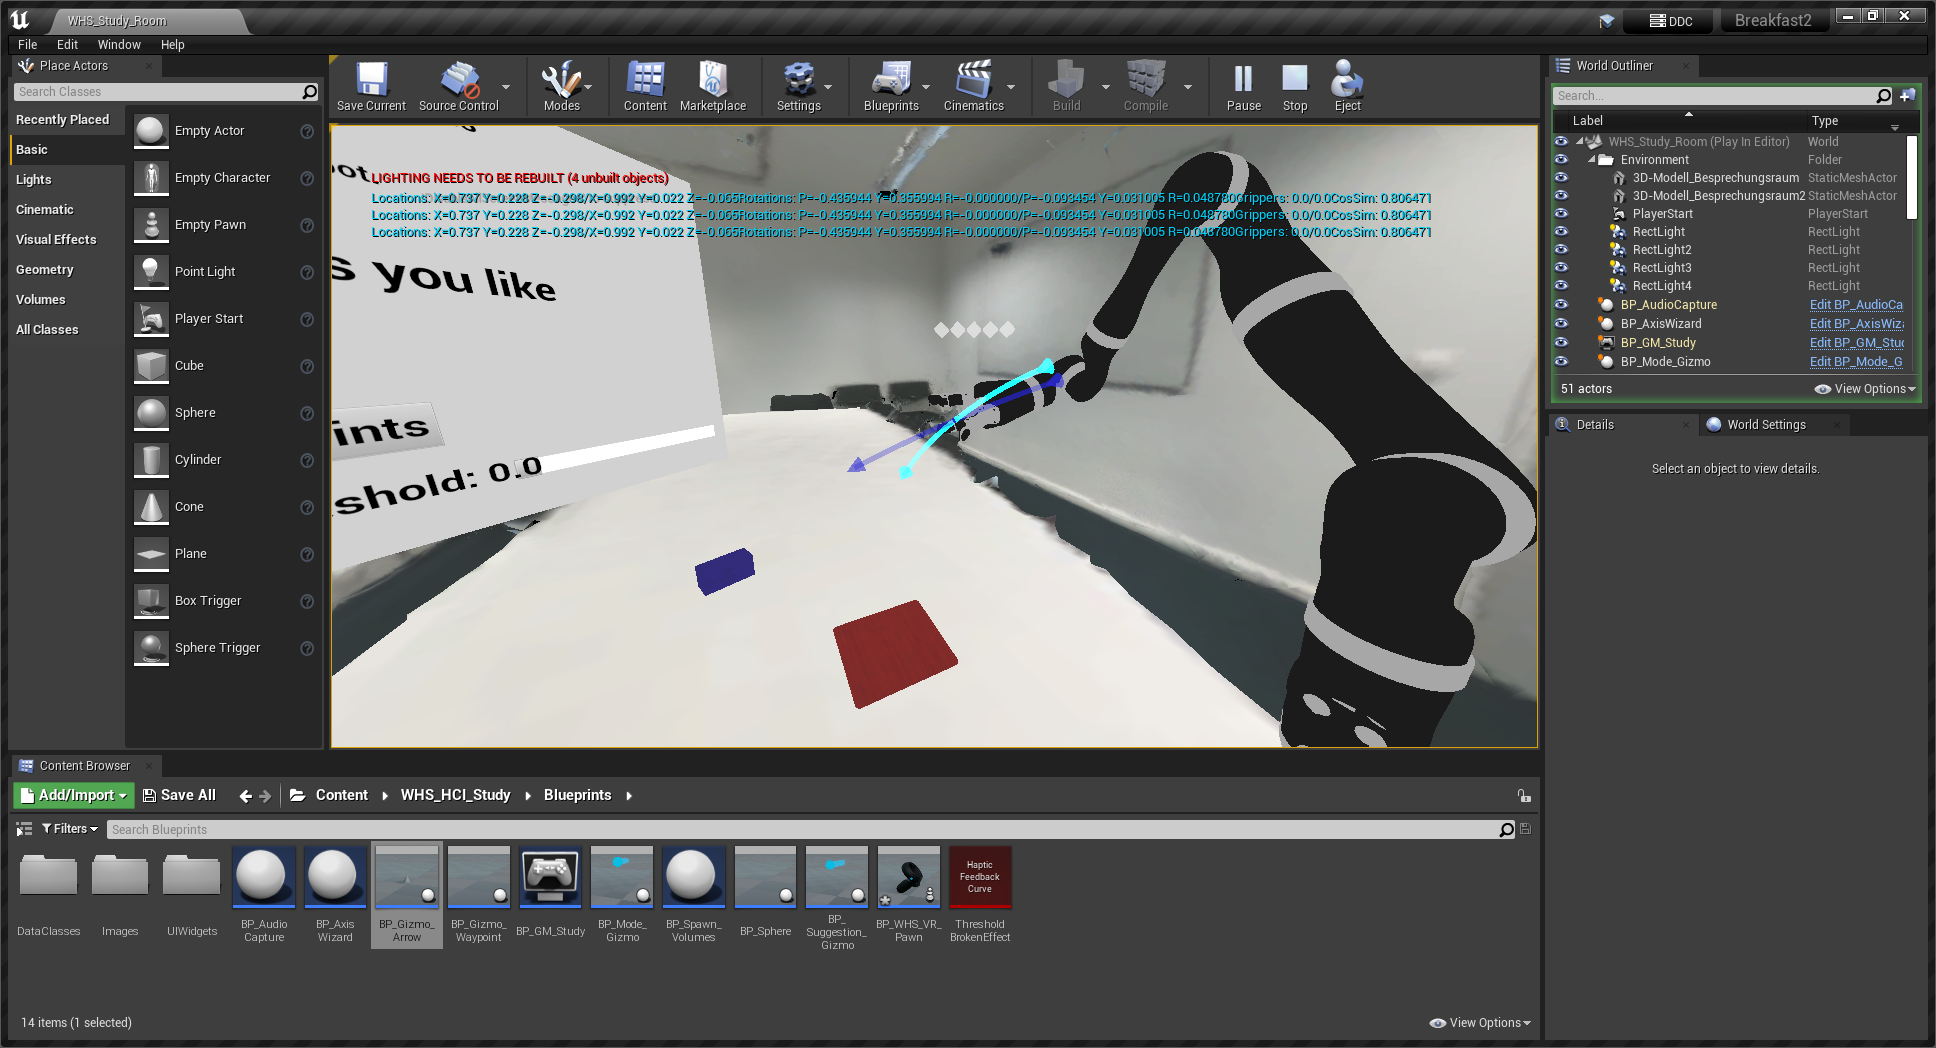 WHS_Study_Room
DDC
Breakfast2
File Edit Window Help
Place Actors
Search Classes
Recently Placed
Basic
Lights
Cinematic
Visual Effects
Geometry
Volumes
All Classes
Empty Actor
Empty Character
Empty Pawn
Point Light
Player Start
Cube
Sphere
Cylinder
Cone
Plane
Box Trigger
Sphere Trigger
Save Current
Source Control
Modes
Content
Marketplace
Settings
Blueprints
Cinematics
Build
Compile
Pause
Stop
Eject
LIGHTING NEEDS TO BE REBUILT (4 unbuilt objects)
Locations: X=0.737 Y=0.228 Z=-0.298/X=0.992 Y=0.022 Z=-0.065Rotations: P=-0.435944 Y=0.355994 R=-0.000000/P=-0.093454 Y=0.031005 R=0.048780Grippers: 0.0/0.0CosSim: 0.806471
Locations: X=0.737 Y=0.228 Z=-0.298/X=0.992 Y=0.022 Z=-0.065Rotations: P=-0.435944 Y=0.355994 R=-0.000000/P=-0.093454 Y=0.031005 R=0.048780Grippers: 0.0/0.0CosSim: 0.806471
Locations: X=0.737 Y=0.228 Z=-0.298/X=0.992 Y=0.022 Z=-0.065Rotations: P=-0.435944 Y=0.355994 R=-0.000000/P=-0.093454 Y=0.031005 R=0.048780Grippers: 0.0/0.0CosSim: 0.806471
s you like
ints
shold: 0.0
World Outliner
Search...
Label Type
WHS_Study_Room (Play In Editor) World
Environment Folder
3D-Modell_Besprechungsraum StaticMeshActor
3D-Modell_Besprechungsraum2 StaticMeshActor
PlayerStart PlayerStart
RectLight RectLight
RectLight2 RectLight
RectLight3 RectLight
RectLight4 RectLight
BP_AudioCapture Edit BP_AudioCa
BP_AxisWizard Edit BP_AxisWiz
BP_GM_Study Edit BP_GM_Stu
BP_Mode_Gizmo Edit BP_Mode_G
51 actors View Options
Details World Settings
Select an object to view details.
Content Browser
Add/Import Save All Content WHS_HCI_Study Blueprints
Filters Search Blueprints
DataClasses
Images
UIWidgets
BP_Audio
Capture
BP_Axis
Wizard
BP_Gizmo_
Arrow
BP_Gizmo_
Waypoint
BP_GM_Study
BP_Mode_
Gizmo
BP_Spawn_
Volumes
BP_Sphere
BP_
Suggestion_
Gizmo
BP_WHS_VR_
Pawn
Haptic
Feedback
Curve
Threshold
BrokenEffect
14 items (1 selected) View Options